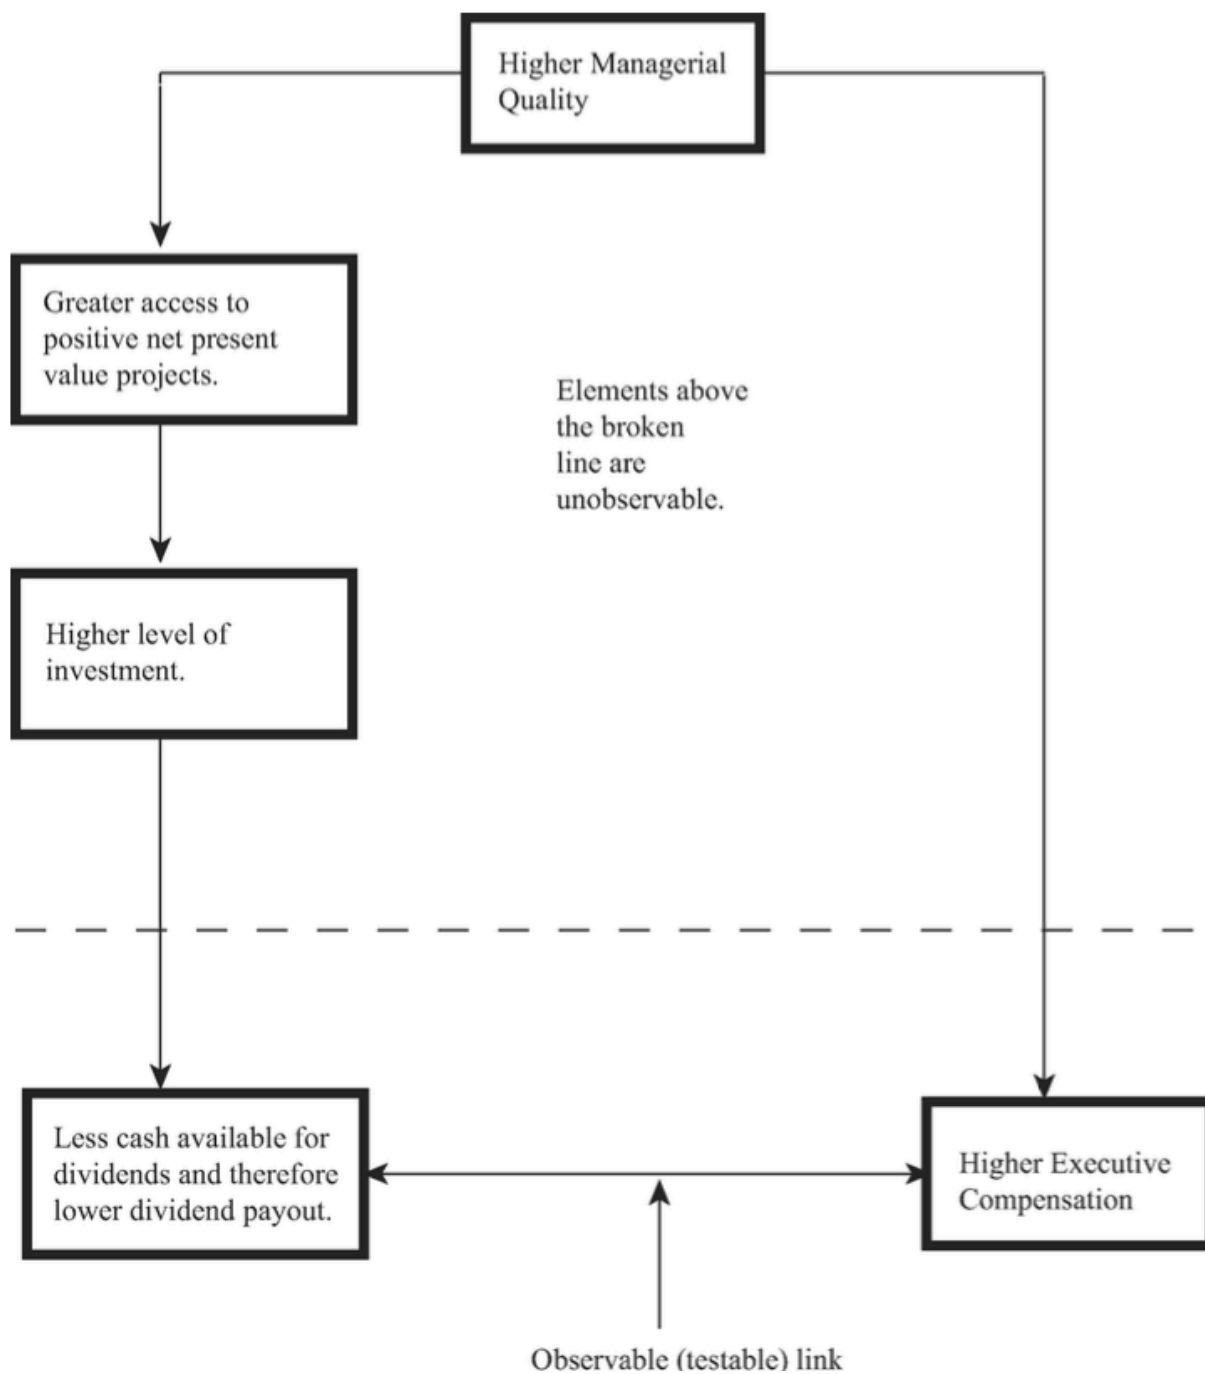 Higher Managerial
Quality
Greater access to
positive net present
value projects.
Elements above
the broken
line are
unobservable.
Higher level of
investment.
Less cash available for
dividends and therefore
lower dividend payout.
Higher Executive
Compensation
Observable (testable) link